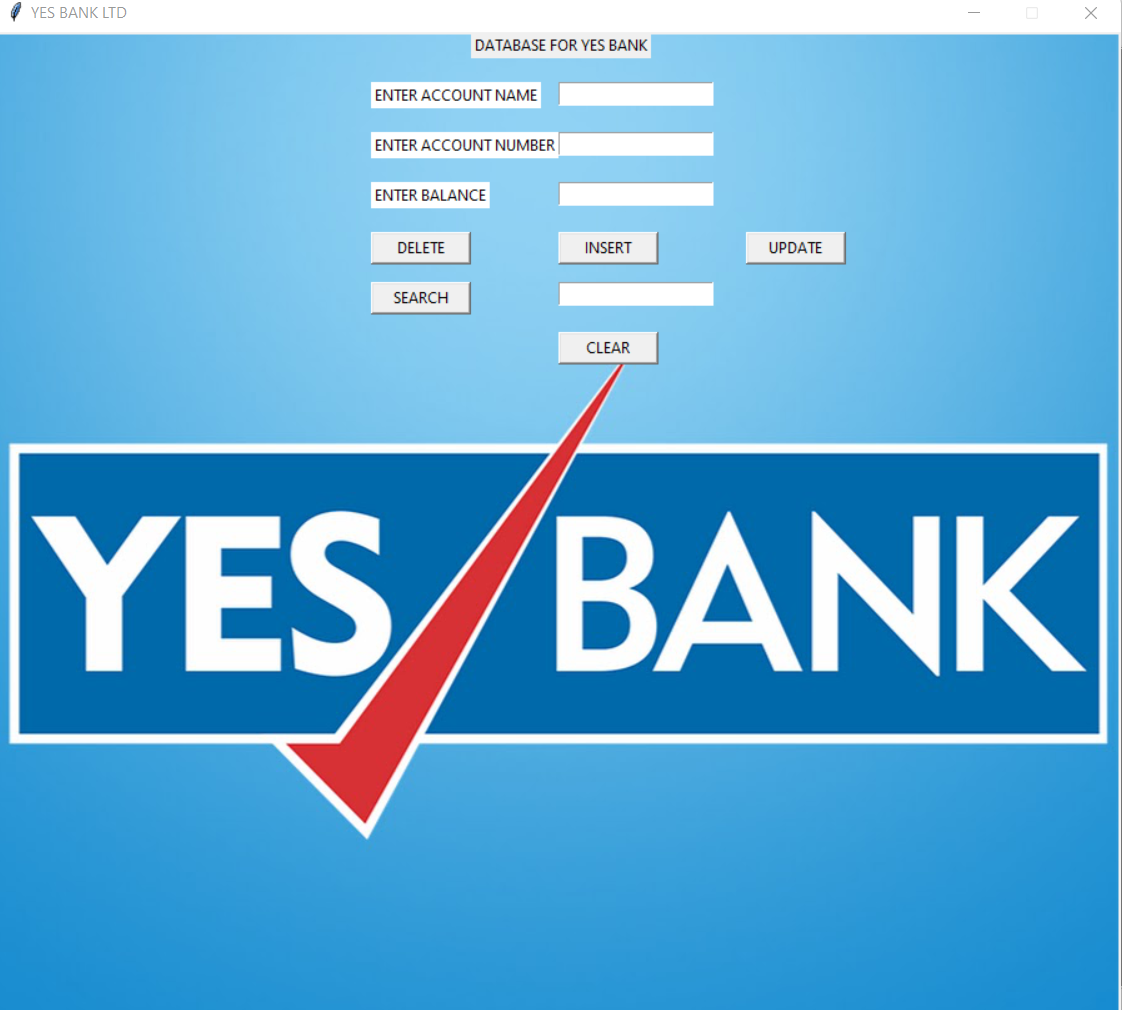 YES BANK LTD
DATABASE FOR YES BANK
ENTER ACCOUNT NAME
ENTER ACCOUNT NUMBER
ENTER BALANCE
DELETE INSERT UPDATE
SEARCH
CLEAR
YES BANK